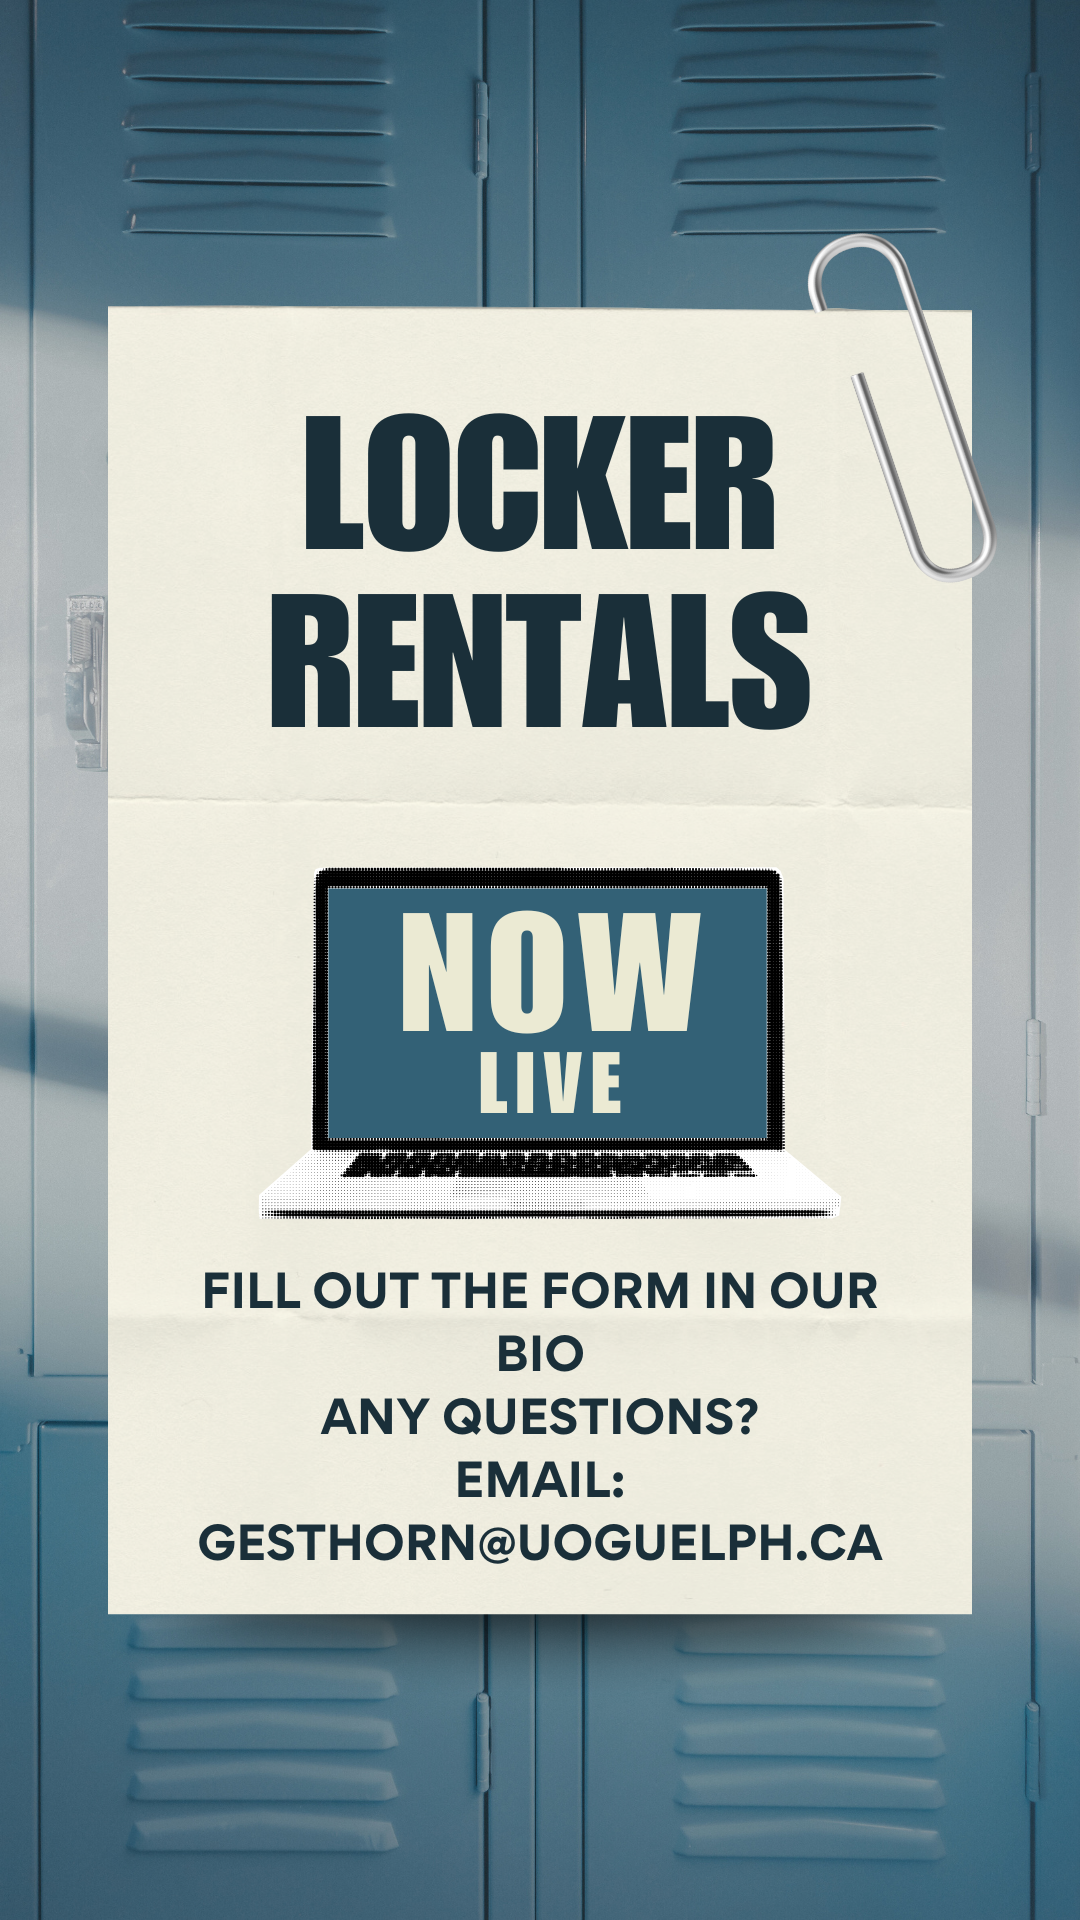 LOCKER
RENTALS
NOW
LIVE
FILL OUT THE FORM IN OUR
BIO
ANY QUESTIONS?
EMAIL:
GESTHORN@UOGUELPH.CA